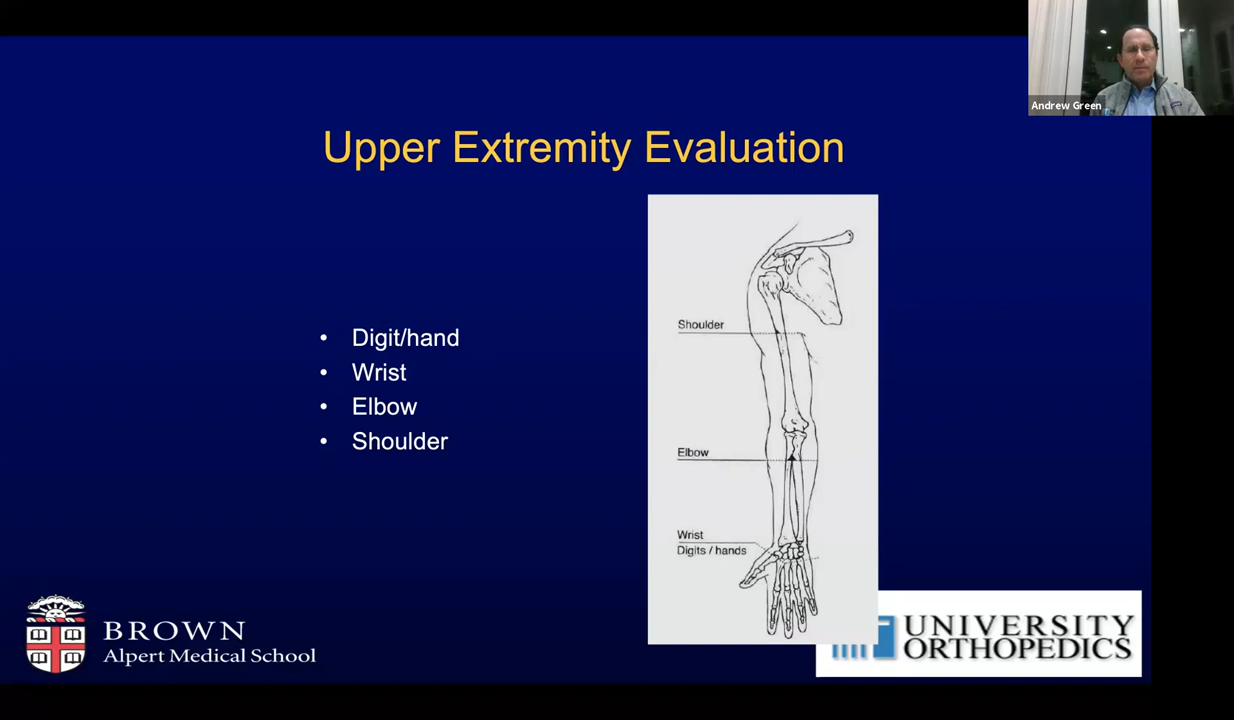 Andrew Green
Upper Extremity Evaluation
• Digit/hand
• Wrist
• Elbow
• Shoulder
Shoulder
Elbow
Wrist
Digits / hands
BROWN
Alpert Medical School
UNIVERSITY
ORTHOPEDICS